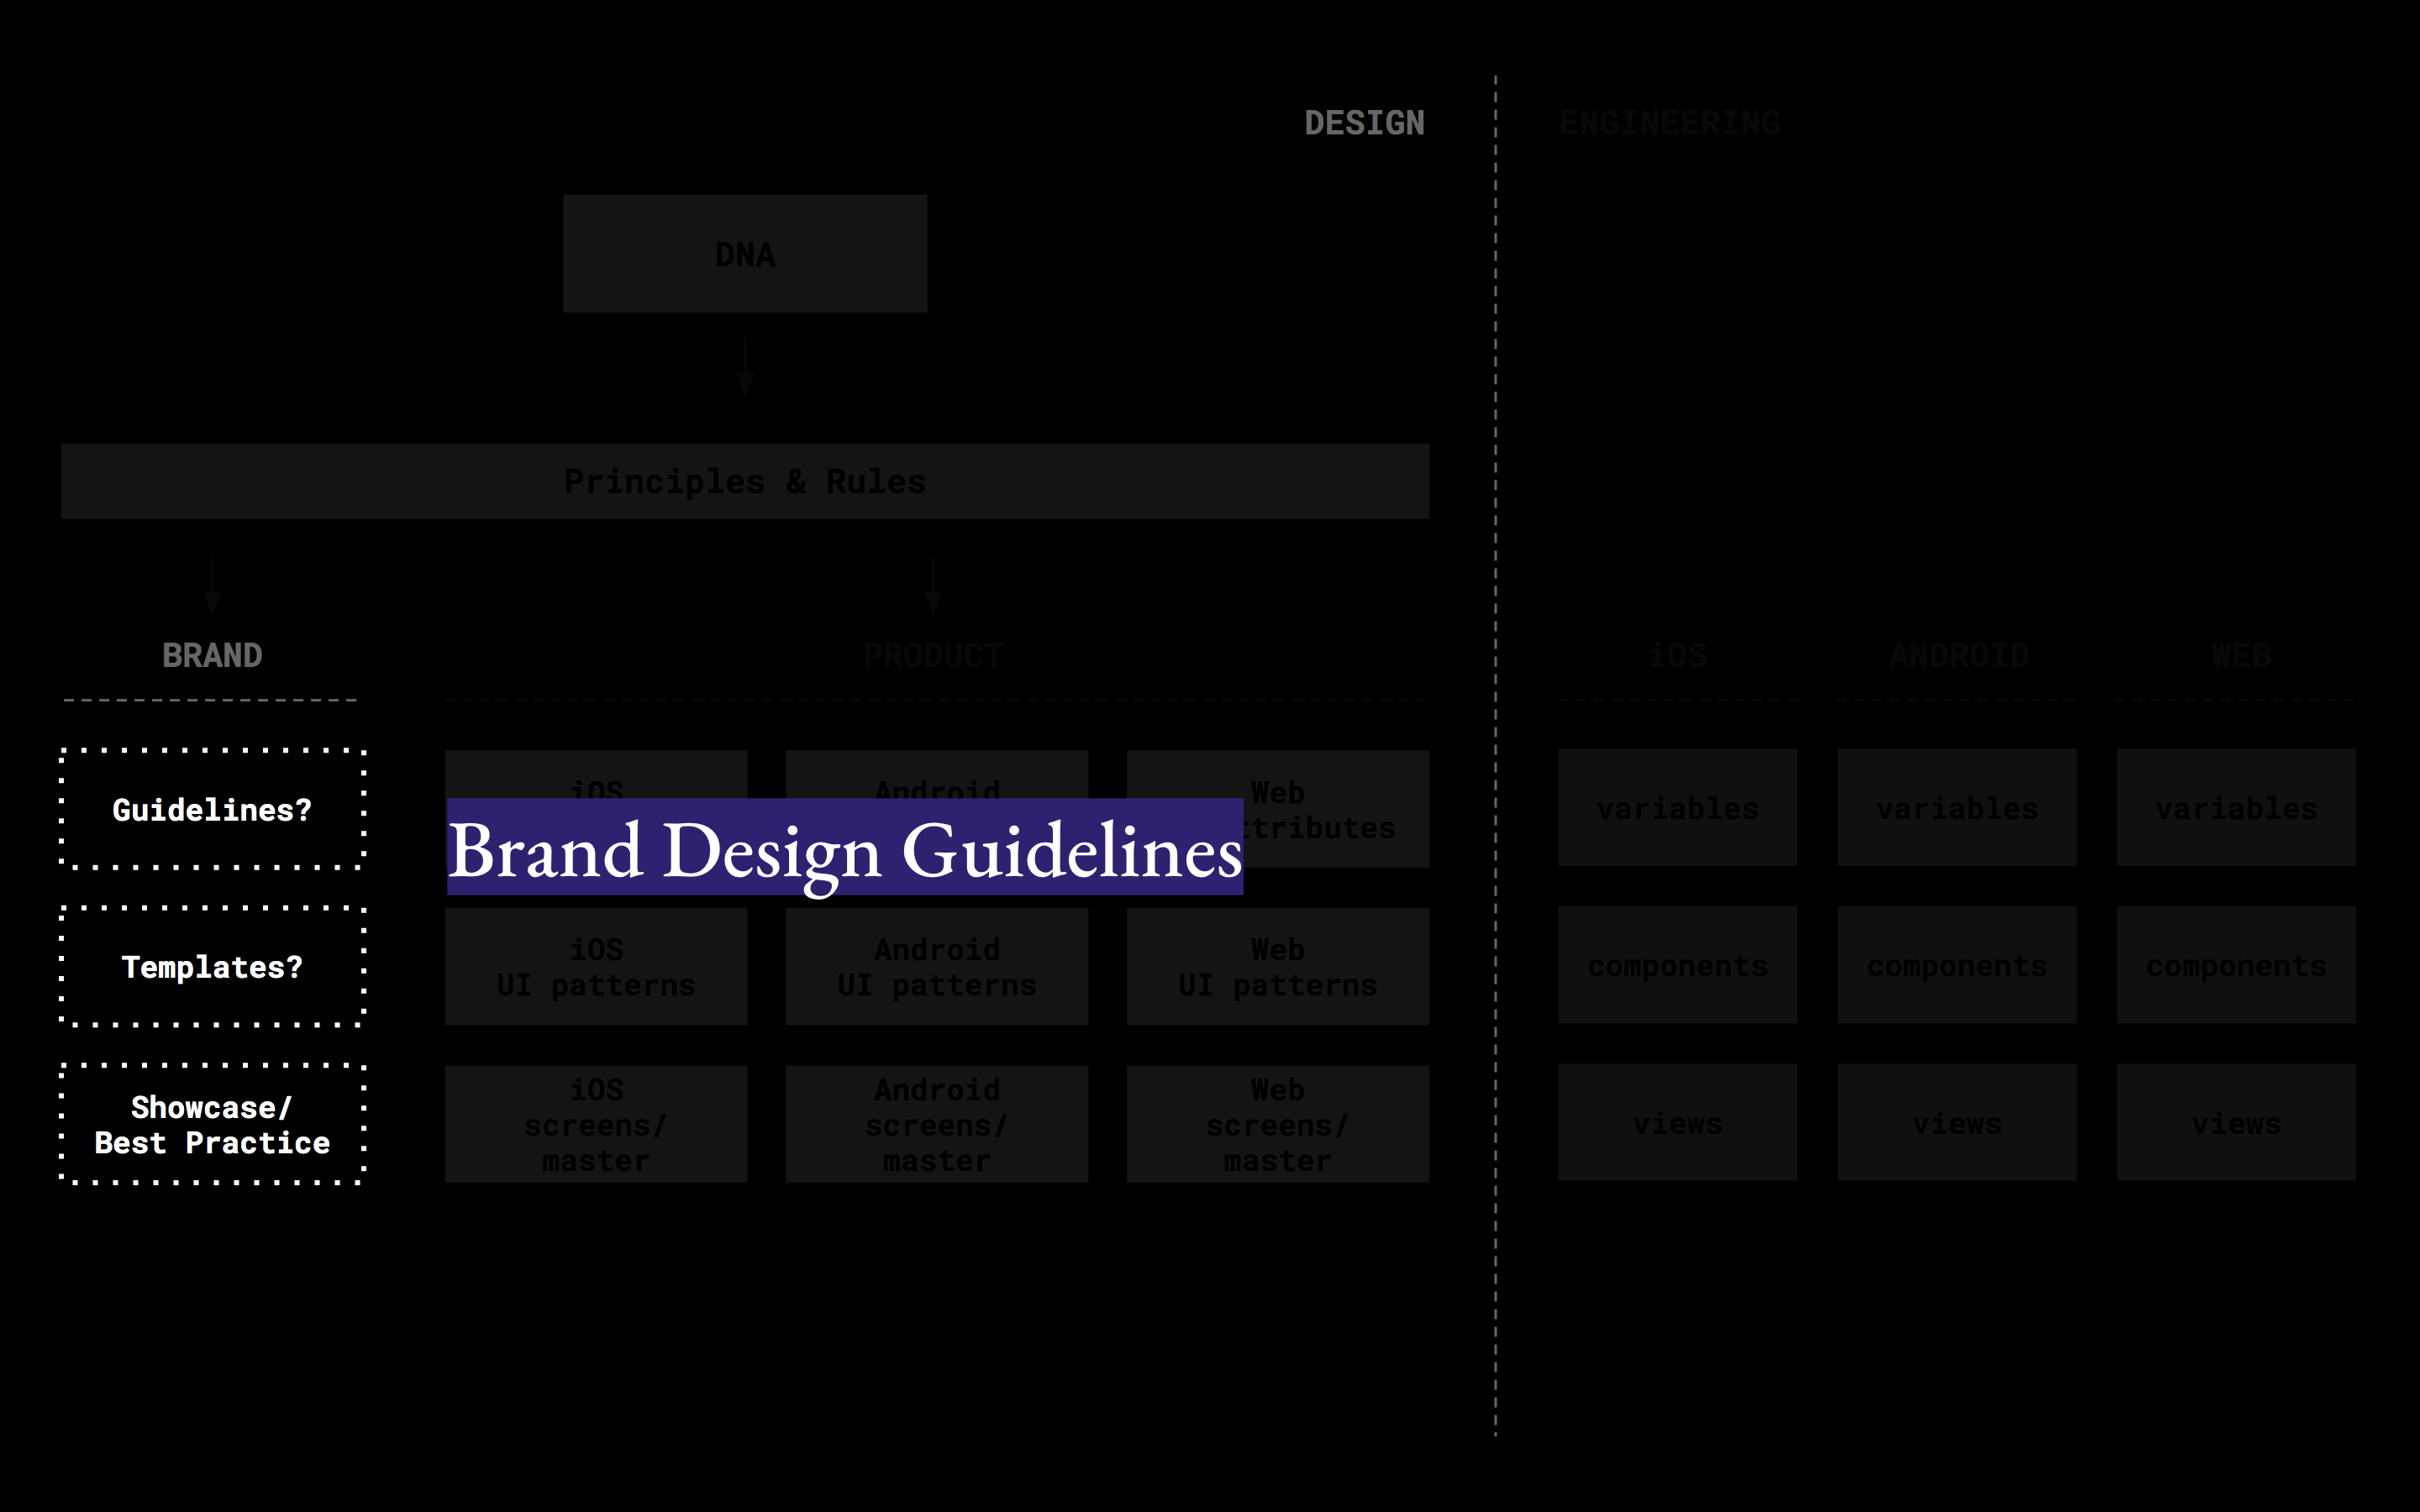 DESIGN
ENGINEERING
DNA
Principles & Rules
BRAND
PRODUCT
iOS
ANDROID
WEB
Guidelines?
iOS
Android
Web
Brand Design Guidelines
variables
variables
variables
Templates?
iOS
UI patterns
Android
UI patterns
Web
UI patterns
components
components
components
Showcase/
Best Practice
iOS
screens/
master
Android
screens/
master
Web
screens/
master
views
views
views